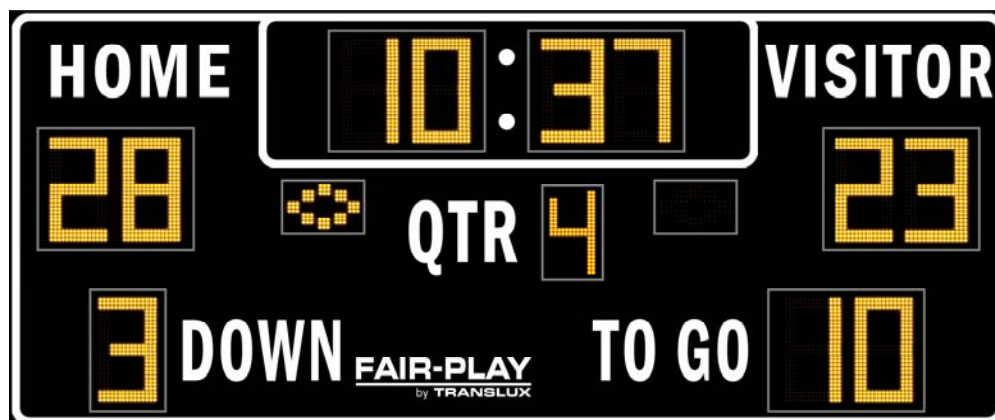 HOME 10:37 VISITOR
28 23
QTR 4
3 DOWN TO GO 10
FAIR-PLAY
by TRANSLUX